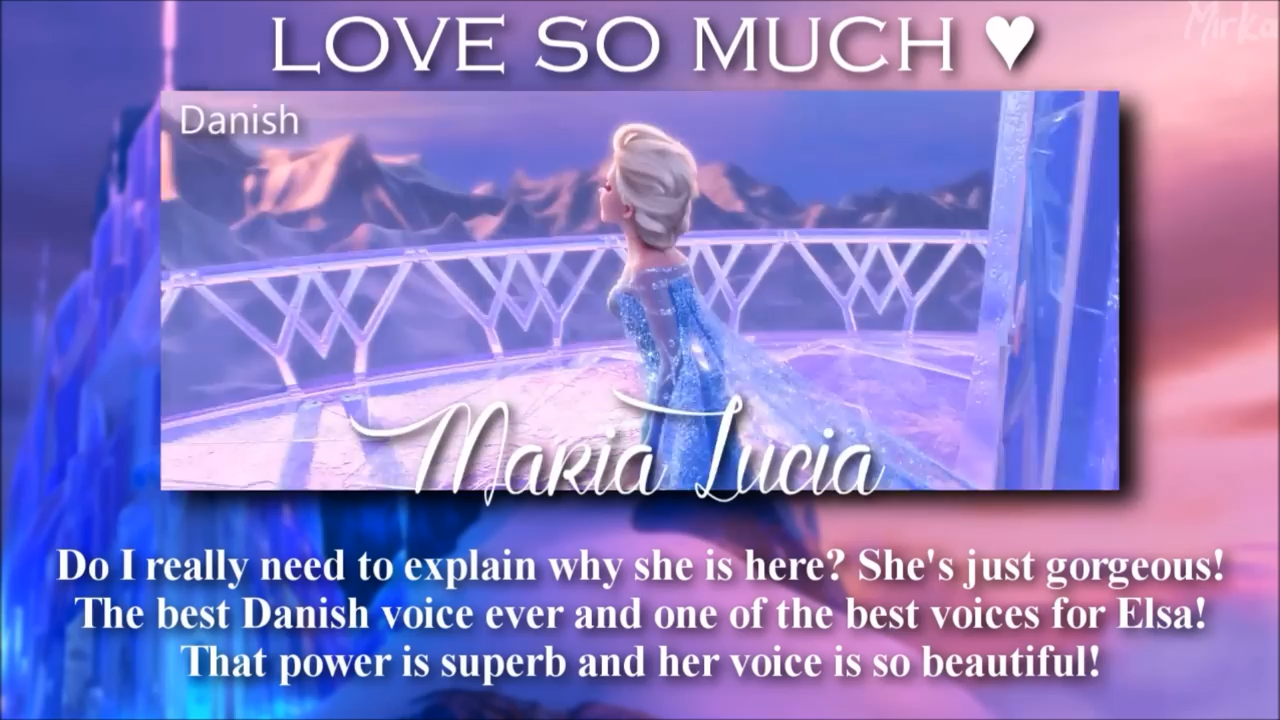 Mirka
LOVE SO MUCH ♥
Danish
Maria Lucia
Do I really need to explain why she is here? She's just gorgeous!
The best Danish voice ever and one of the best voices for Elsa!
That power is superb and her voice is so beautiful!